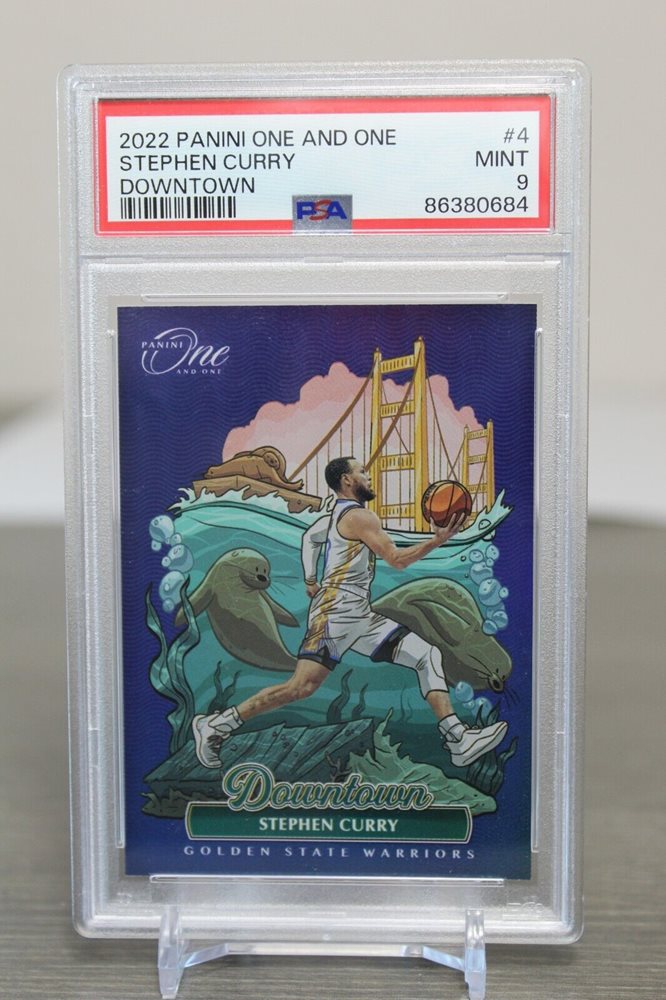 2022 PANINI ONE AND ONE #4
STEPHEN CURRY MINT
DOWNTOWN 9
PSA 86380684
PANINI
One
AND ONE
Downtown
STEPHEN CURRY
GOLDEN STATE WARRIORS